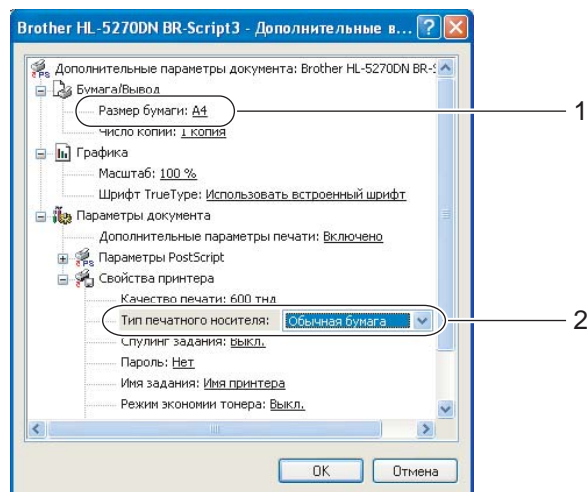 Brother HL-5270DN BR-Script3 - Дополнительные в...
Дополнительные параметры документа: Brother HL-5270DN BR-
Бумага/Вывод
Размер бумаги: A4
1
Число копий: 1 копия
Графика
Масштаб: 100 %
Шрифт TrueType: Использовать встроенный шрифт
Параметры документа
Дополнительные параметры печати: Включено
Параметры PostScript
Свойства принтера
Качество печати: 600 тнд
Тип печатного носителя: Обычная бумага
2
Спулинг задания: Выкл.
Пароль: Нет
Имя задания: Имя принтера
Режим экономии тонера: Выкл.
OK Отмена